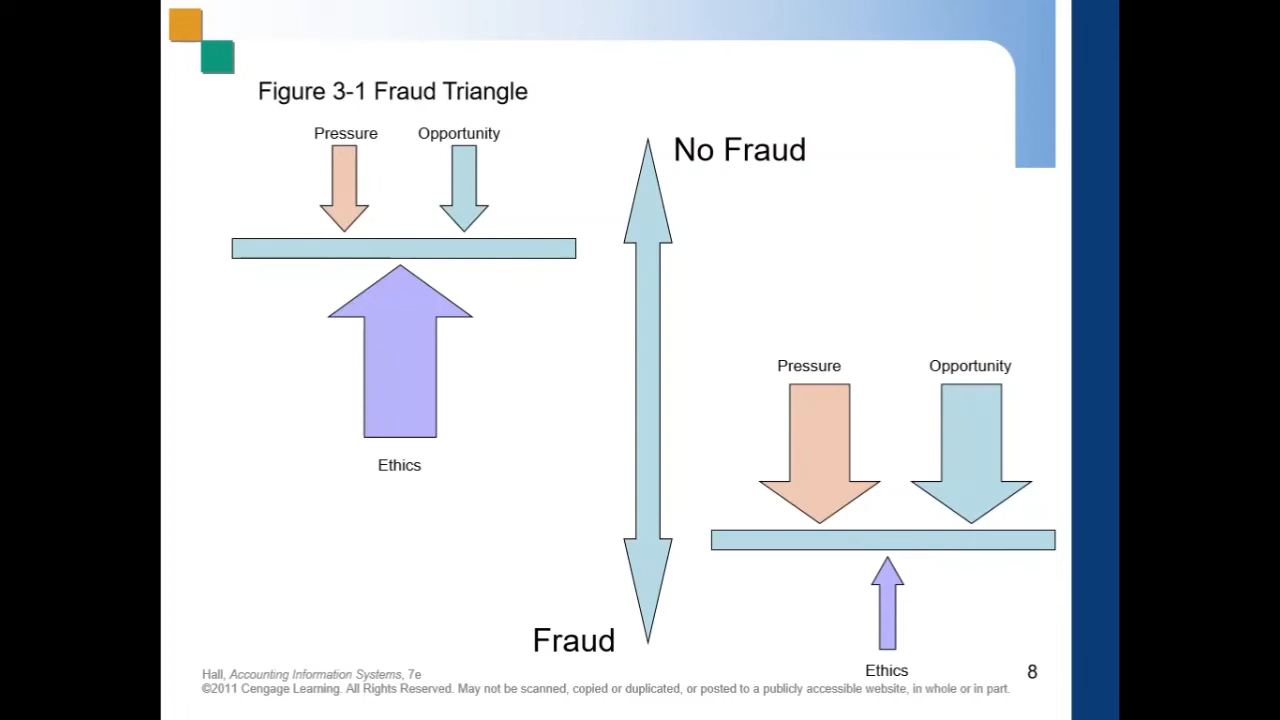 Figure 3-1 Fraud Triangle
Pressure
Opportunity
No Fraud
Ethics
Pressure
Opportunity
Fraud
Ethics
Hall, Accounting Information Systems, 7e
©2011 Cengage Learning. All Rights Reserved. May not be scanned, copied or duplicated, or posted to a publicly accessible website, in whole or in part.
8